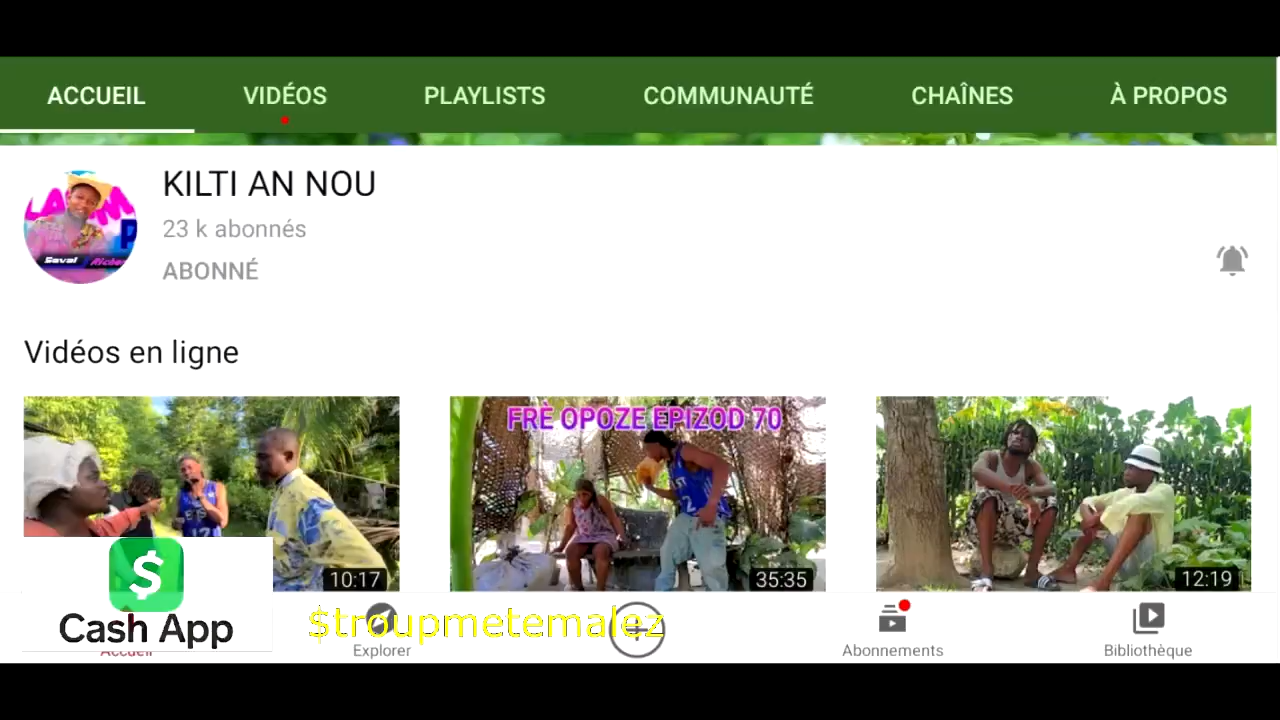 ACCUEIL
VIDÉOS
PLAYLISTS
COMMUNAUTÉ
CHAÎNES
À PROPOS
KILTI AN NOU
23 k abonnés
ABONNÉ
Vidéos en ligne
FRÈ OPOZE EPIZOD 70
10:17
35:35
12:19
Cash App
$troupmetemalez
Accueil
Explorer
Abonnements
Bibliothèque